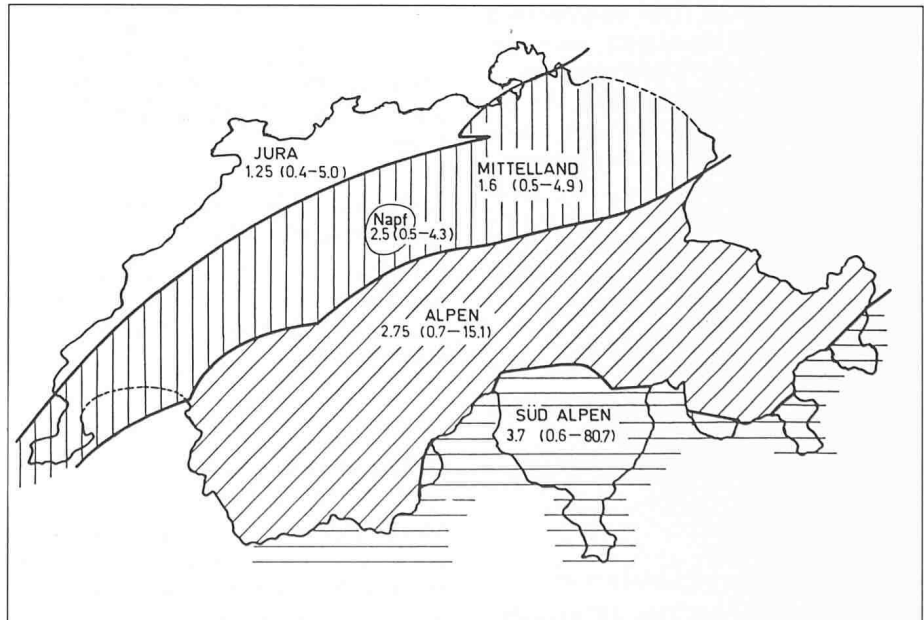 JURA
1.25 (0.4–5.0)
MITTELLAND
1.6 (0.5–4.9)
Napf
2.5 (0.5–4.3)
ALPEN
2.75 (0.7–15.1)
SÜD ALPEN
3.7 (0.6–80.7)